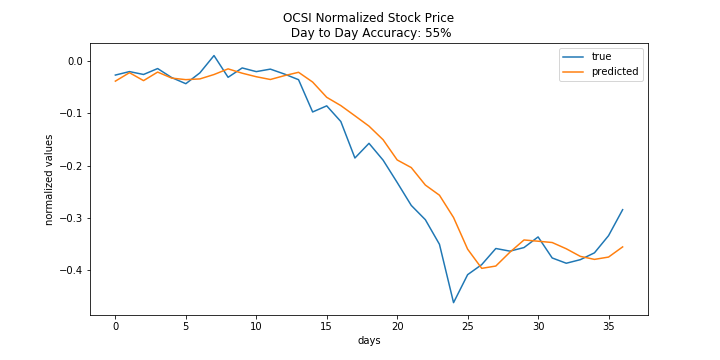 OCSI Normalized Stock Price
Day to Day Accuracy: 55%
true
predicted
normalized values
0.0
−0.1
−0.2
−0.3
−0.4
0 5 10 15 20 25 30 35
days